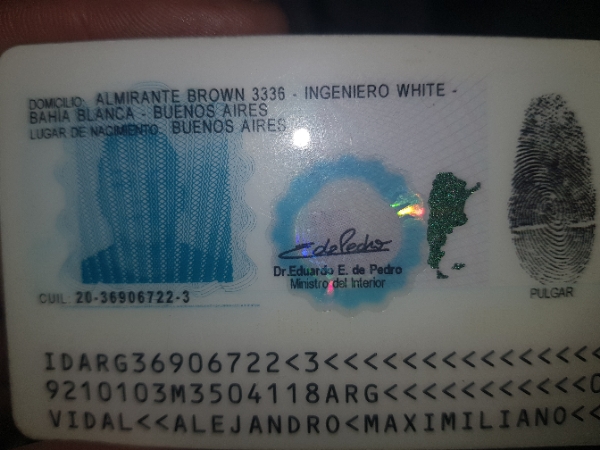 DOMICILIO: ALMIRANTE BROWN 3336 - INGENIERO WHITE -
BAHIA BLANCA - BUENOS AIRES
LUGAR DE NACIMIENTO: BUENOS AIRES
EdePedro
Dr.Eduardo E. de Pedro
Ministro del Interior
CUIL: 20-36906722-3
PULGAR
IDARG36906722<3<<<<<<<<<<<<<<<
9210103M3504118ARG<<<<<<<<<<<0
VIDAL<<ALEJANDRO<MAXIMILIANO<<